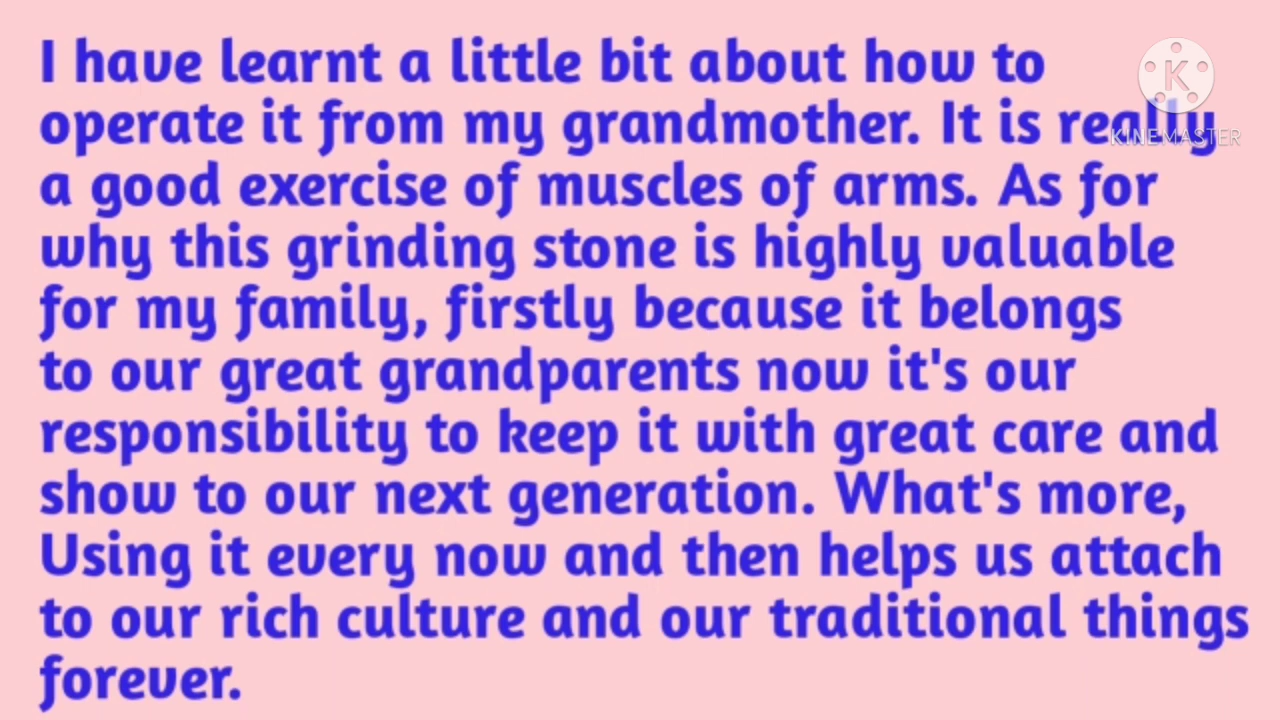 I have learnt a little bit about how to
operate it from my grandmother. It is really
a good exercise of muscles of arms. As for
why this grinding stone is highly valuable
for my family, firstly because it belongs
to our great grandparents now it's our
responsibility to keep it with great care and
show to our next generation. What's more,
Using it every now and then helps us attach
to our rich culture and our traditional things
forever.
K
KINEMASTER